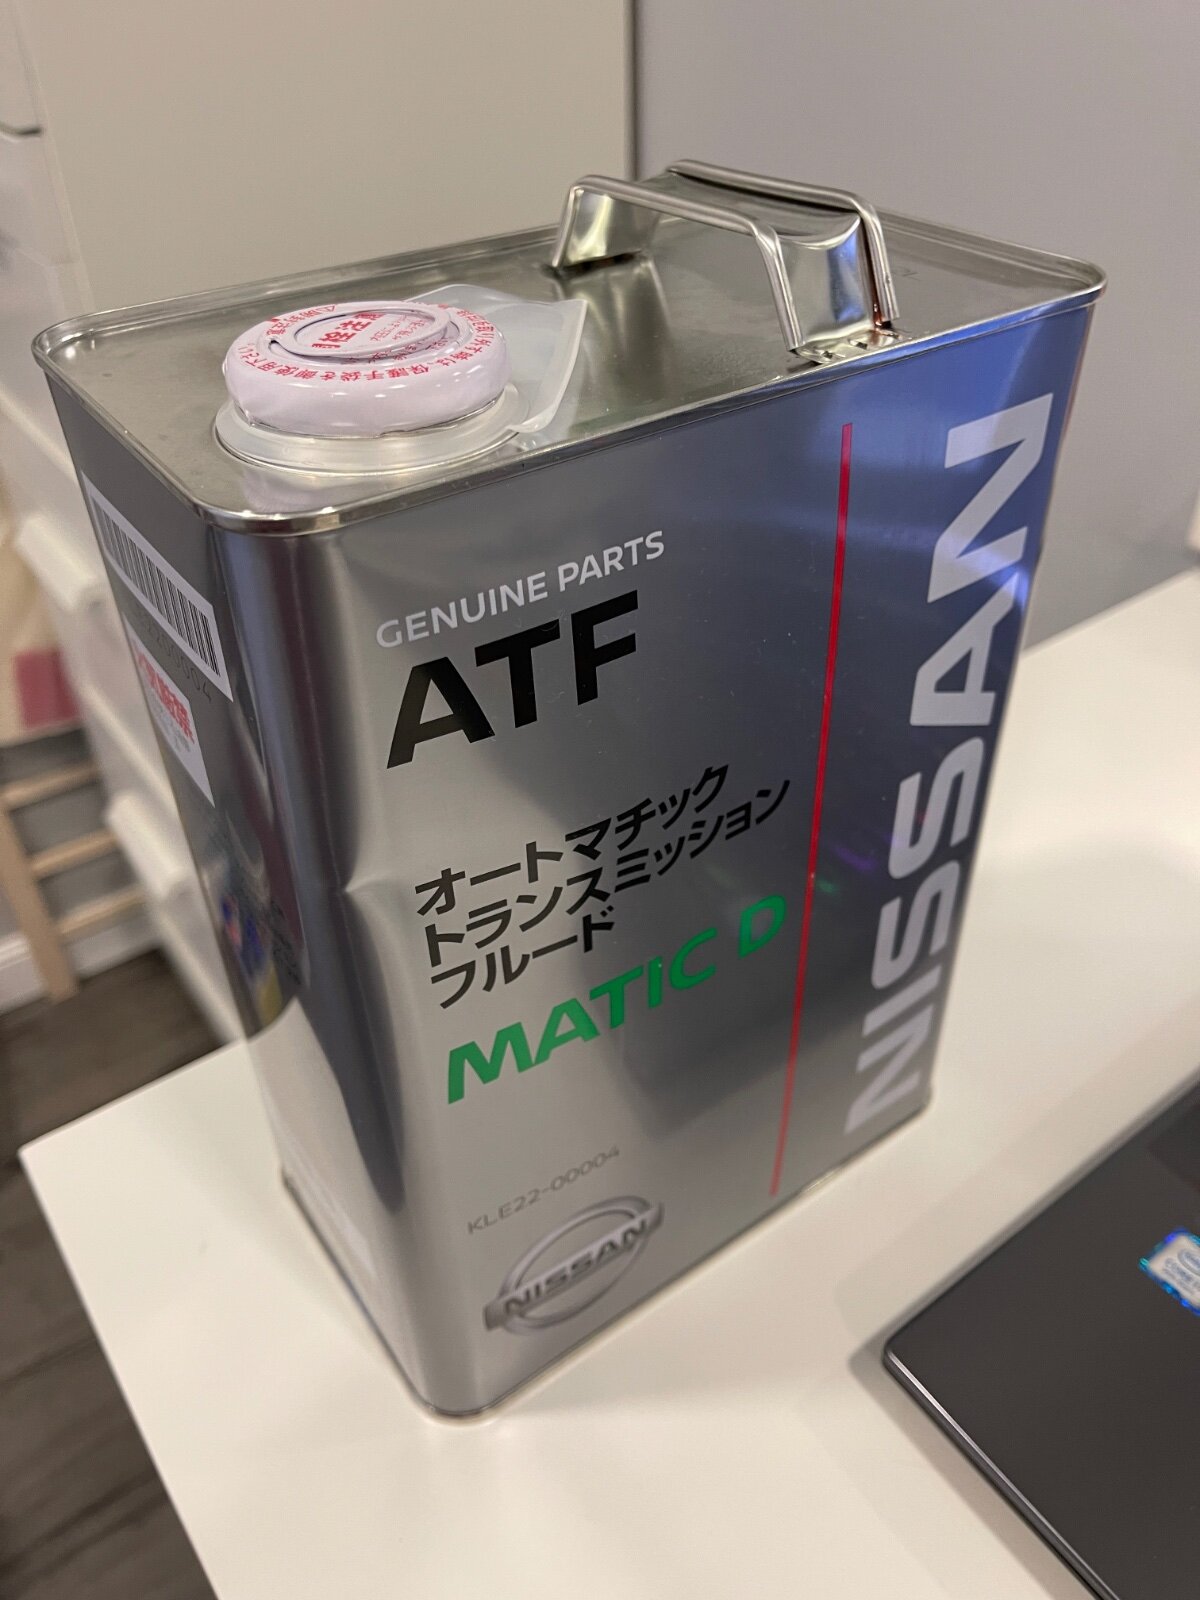 GENUINE PARTS
ATF
オートマチック
トランスミッション
フルード
MATIC D
KLE22-00004
NISSAN
NISSAN